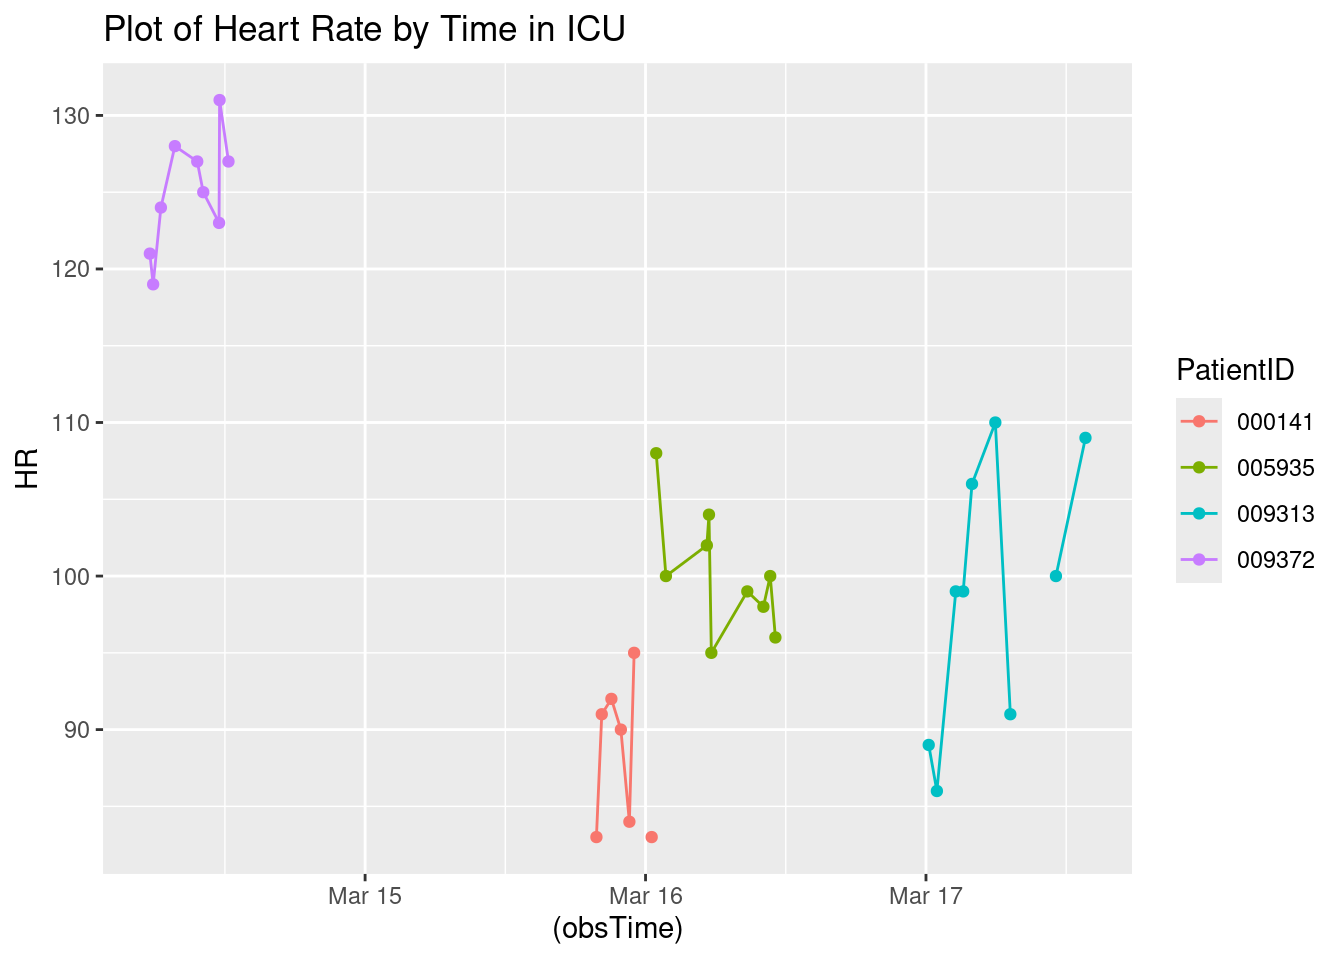 Plot of Heart Rate by Time in ICU
130
120
110
100
90
HR
Mar 15
Mar 16
Mar 17
(obsTime)
PatientID
000141
005935
009313
009372